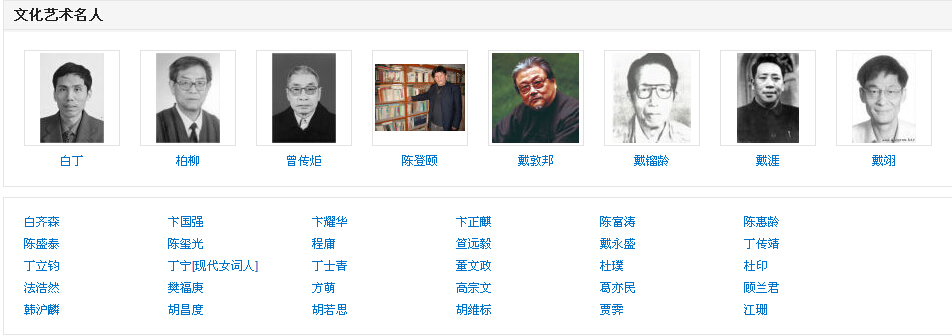 文化艺术名人
白丁 柏柳 曾传炬 陈登颐 戴敦邦 戴镏龄 戴涯 戴翊
白齐森 卞国强 卞耀华 卞正麒 陈富涛 陈惠龄
陈盛泰 陈玺光 程庸 笪远毅 戴永盛 丁传靖
丁立钧 丁宁[现代女词人] 丁士青 董文政 杜璞 杜印
法浩然 樊福庚 方萌 高宗文 葛亦民 顾兰君
韩沪麟 胡昌度 胡若思 胡维标 贾霁 江珊